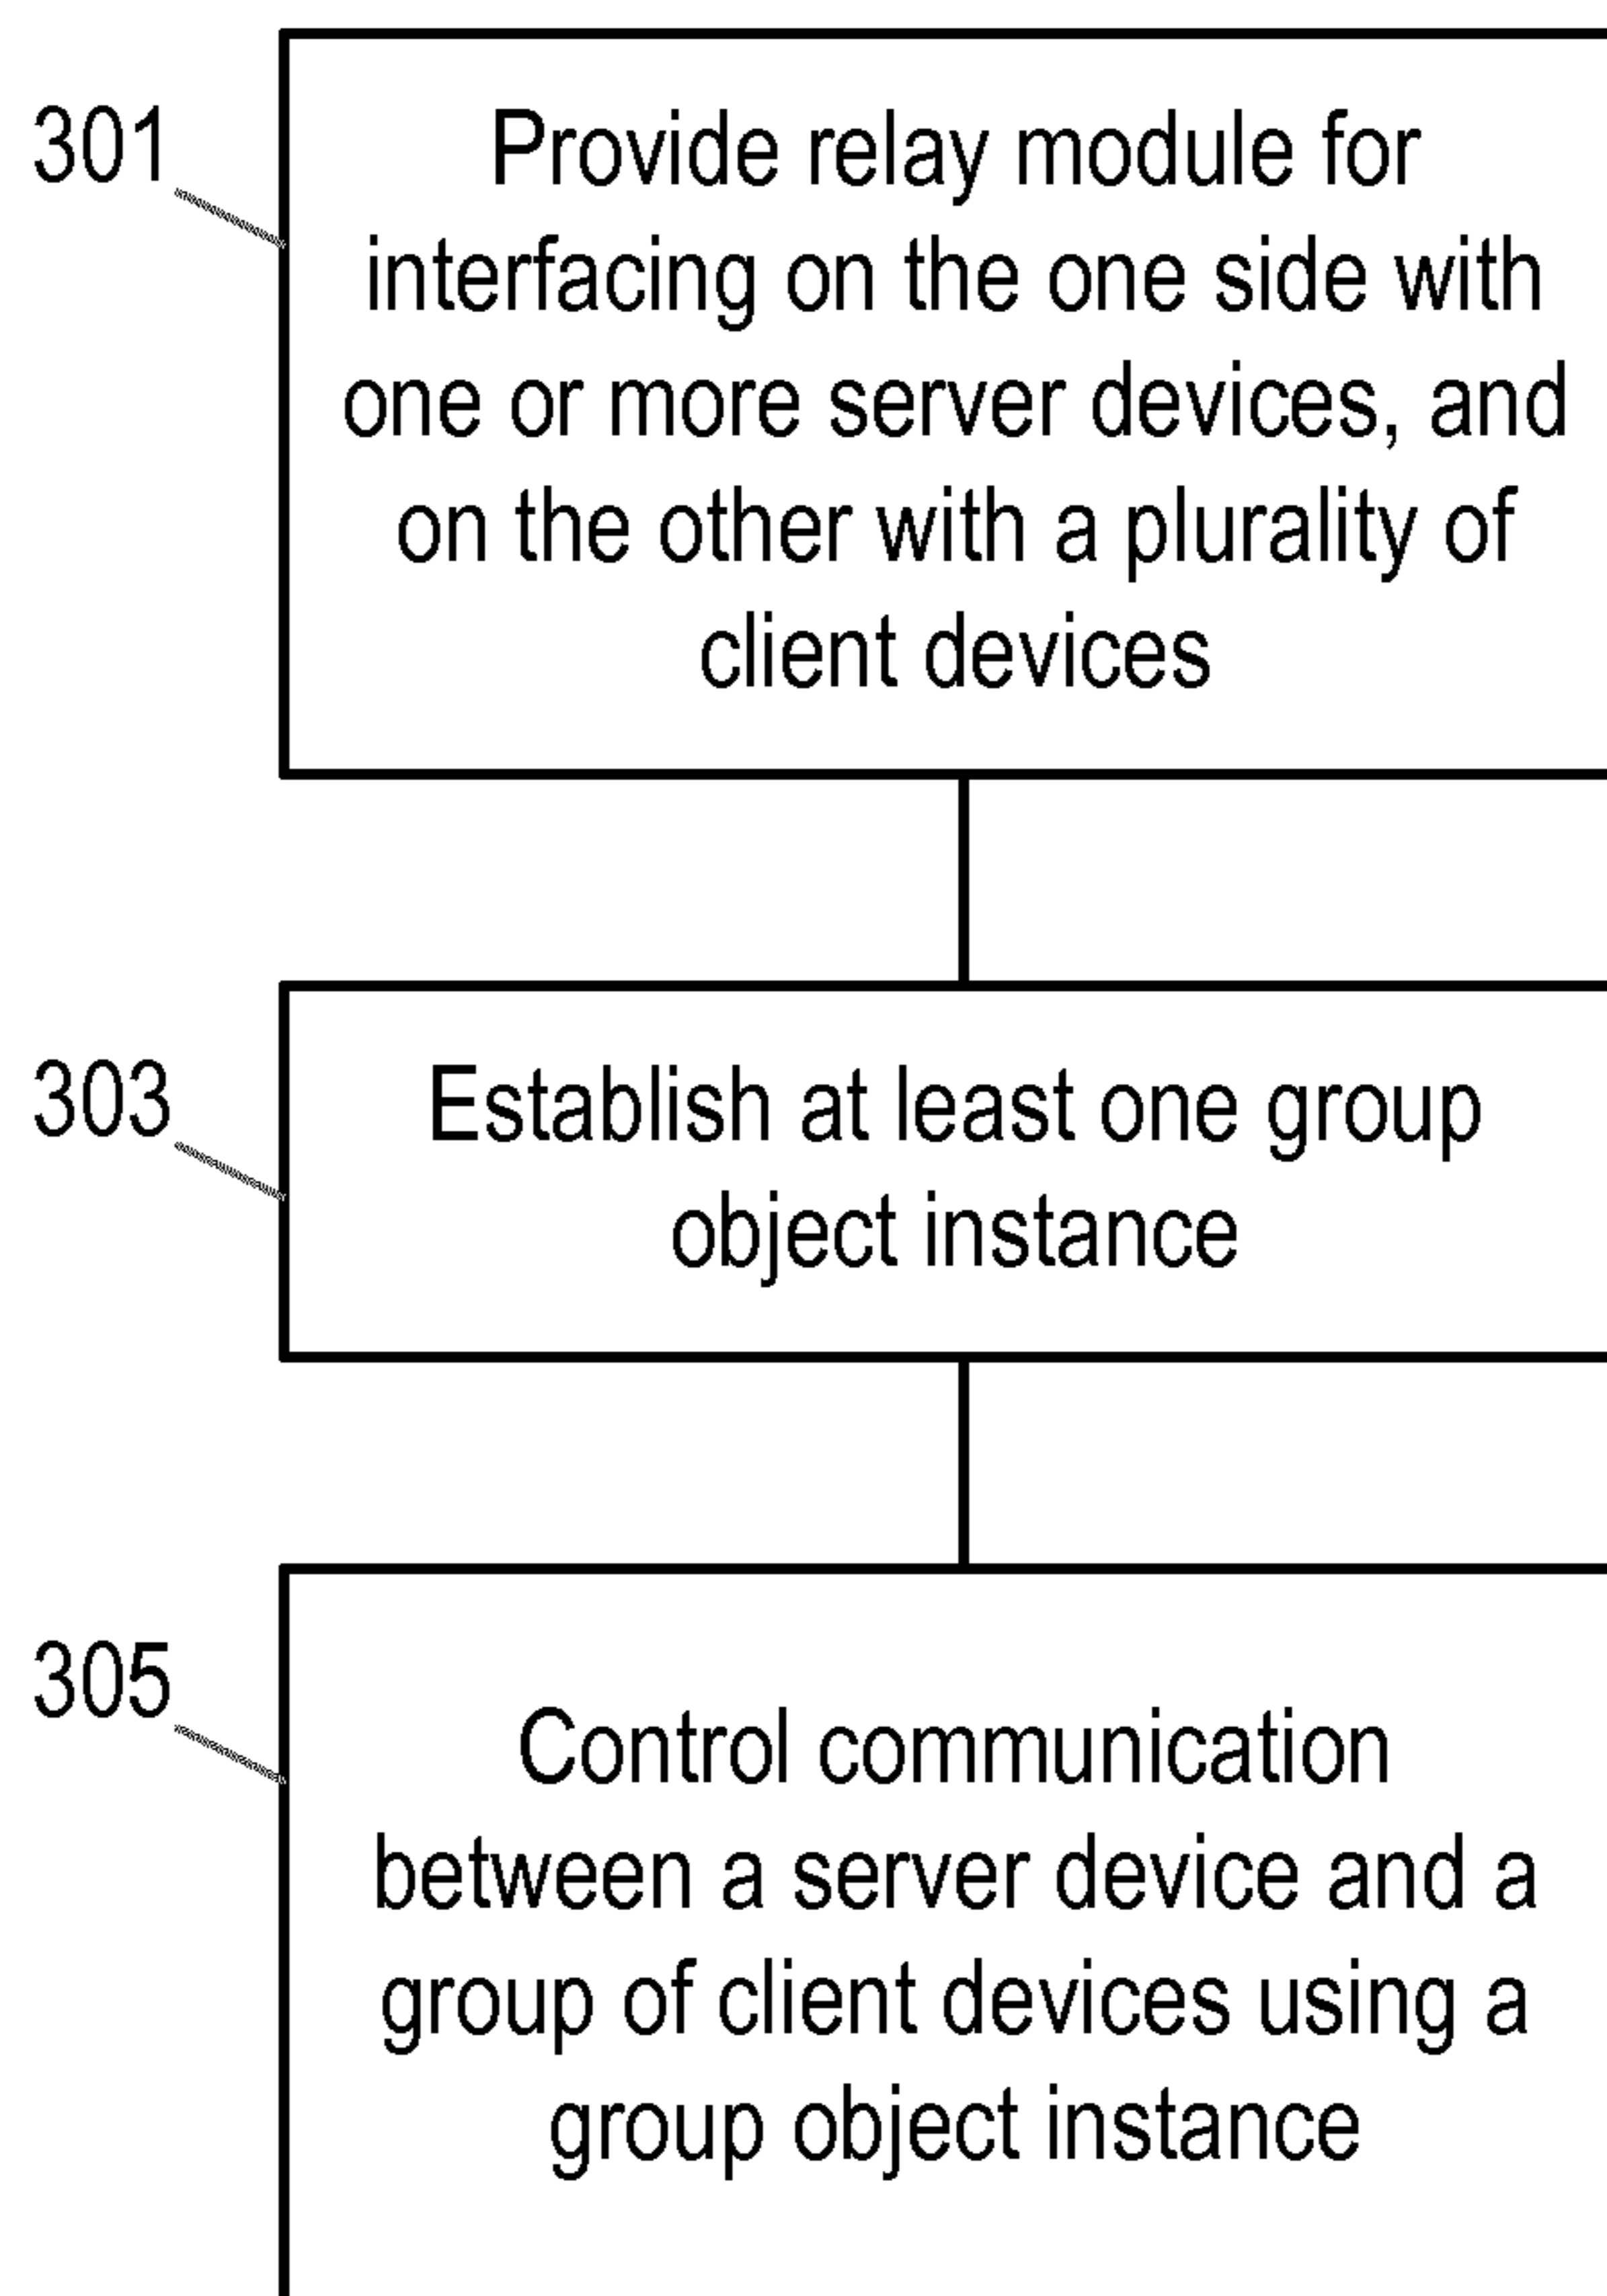 301
Provide relay module for
interfacing on the one side with
one or more server devices, and
on the other with a plurality of
client devices
303
Establish at least one group
object instance
305
Control communication
between a server device and a
group of client devices using a
group object instance